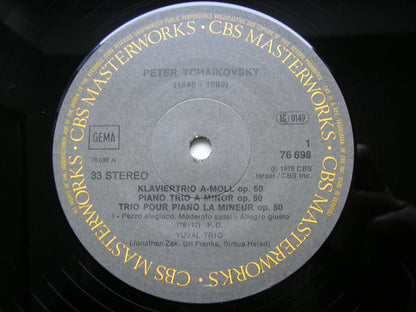 CBS MASTERWORKS · CBS MASTERWORKS · CBS MASTERWORKS ·
PETER TCHAIKOVSKY
(1840 - 1893)
GEMA
LC 0149
76 698 A
1
76 698
33 STEREO
℗ 1976 CBS
Israel/CBS Inc.
KLAVIERTRIO A-MOLL op. 50
PIANO TRIO A MINOR op. 50
TRIO POUR PIANO LA MINEUR op. 50
I - Pezzo elegiaco, Moderato assai - Allegro giusto
(18:17) P. D.
YUVAL-TRIO
(Jonathan Zak, Uri Pianka, Simca Heled)